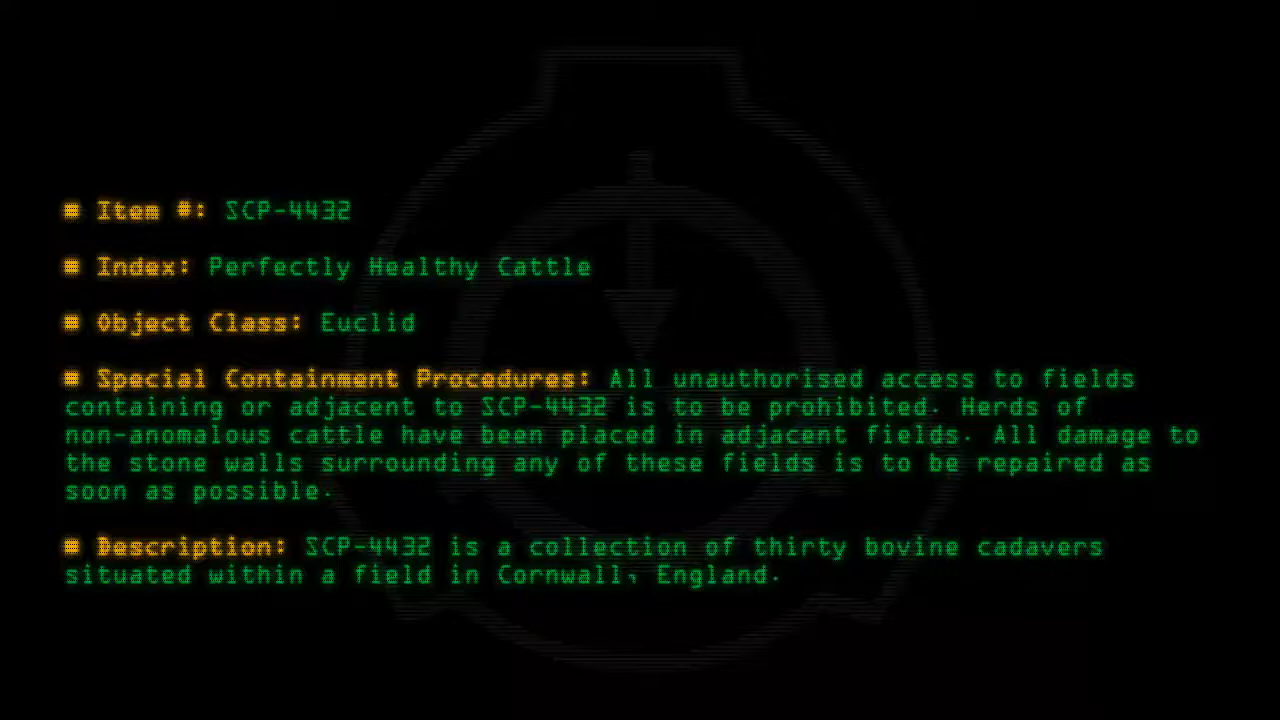 ■ Item #: SCP-4432
■ Index: Perfectly Healthy Cattle
■ Object Class: Euclid
■ Special Containment Procedures: All unauthorised access to fields
containing or adjacent to SCP-4432 is to be prohibited. Herds of
non-anomalous cattle have been placed in adjacent fields. All damage to
the stone walls surrounding any of these fields is to be repaired as
soon as possible.
■ Description: SCP-4432 is a collection of thirty bovine cadavers
situated within a field in Cornwall, England.